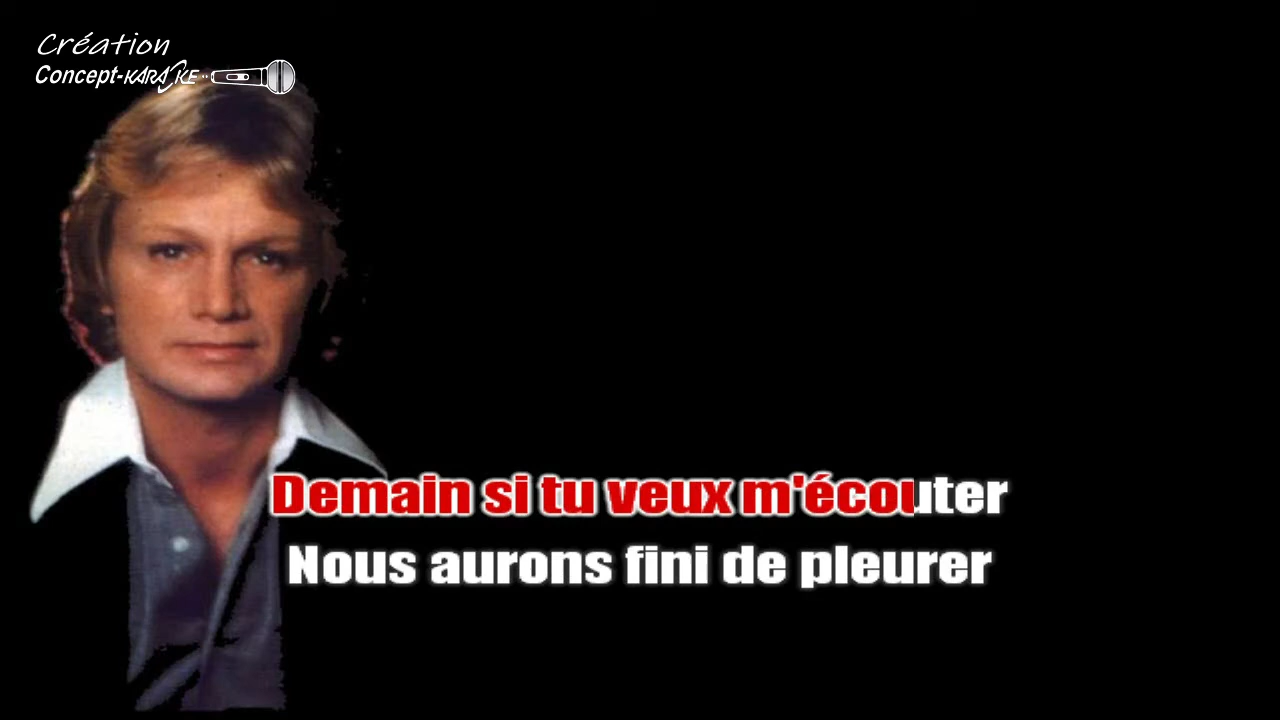 Création
Concept-KARAOKE
Demain si tu veux m'écouter
Nous aurons fini de pleurer